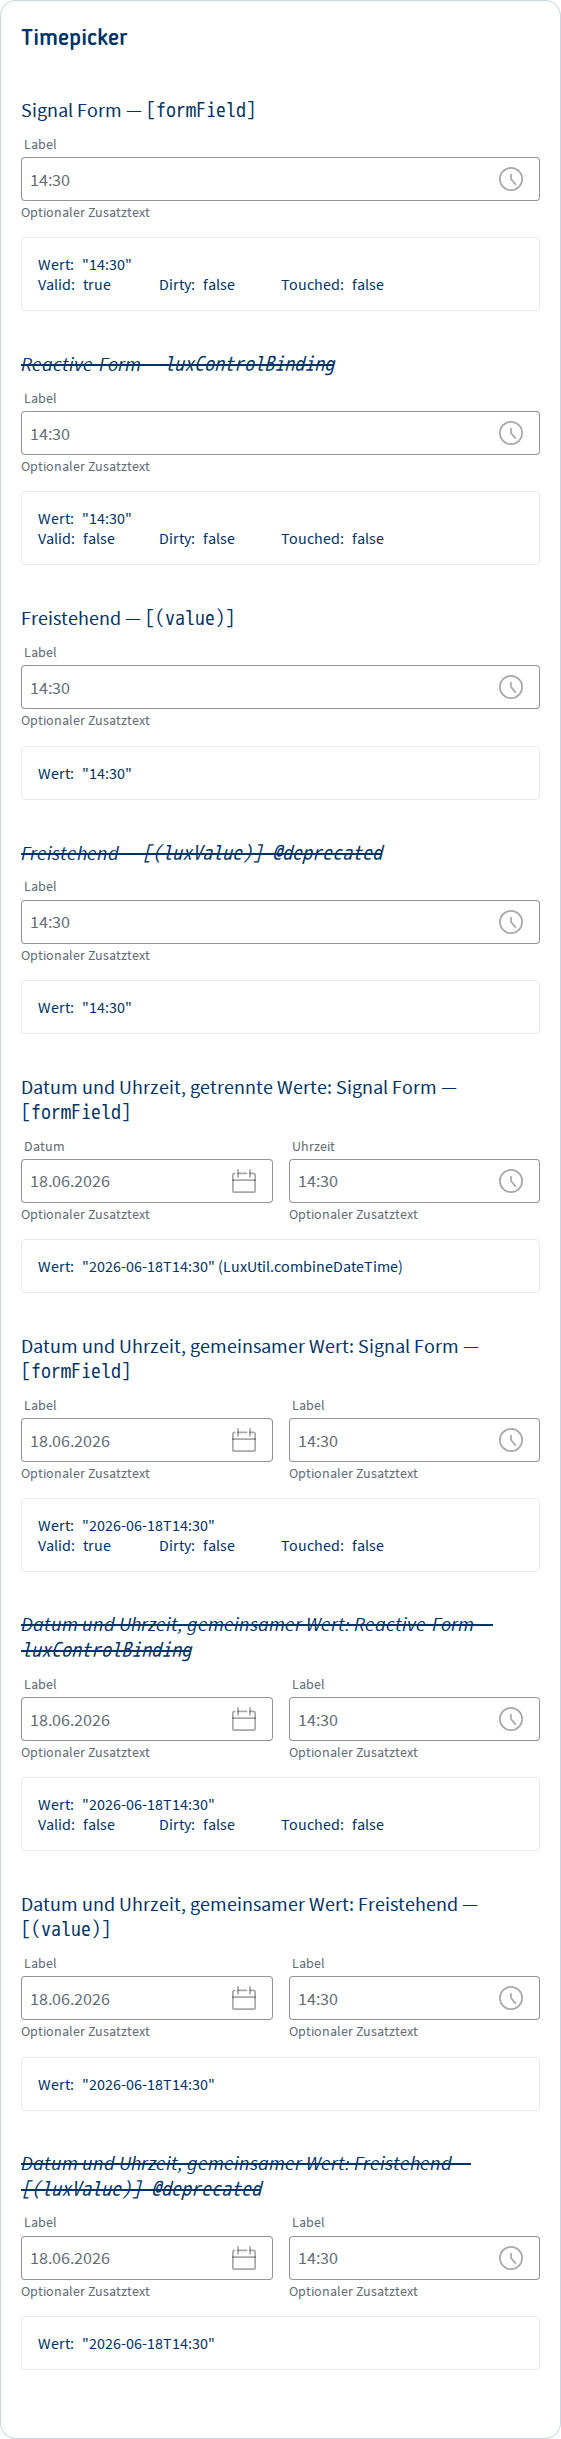 Timepicker
Signal Form — [formField]
Label
14:30
Optionaler Zusatztext
Wert: "14:30"
Valid: true Dirty: false Touched: false
Reactive Form — luxControlBinding
Label
14:30
Optionaler Zusatztext
Wert: "14:30"
Valid: false Dirty: false Touched: false
Freistehend — [(value)]
Label
14:30
Optionaler Zusatztext
Wert: "14:30"
Freistehend — [(luxValue)] @deprecated
Label
14:30
Optionaler Zusatztext
Wert: "14:30"
Datum und Uhrzeit, getrennte Werte: Signal Form —
[formField]
Datum Uhrzeit
18.06.2026 14:30
Optionaler Zusatztext Optionaler Zusatztext
Wert: "2026-06-18T14:30" (LuxUtil.combineDateTime)
Datum und Uhrzeit, gemeinsamer Wert: Signal Form —
[formField]
Label Label
18.06.2026 14:30
Optionaler Zusatztext Optionaler Zusatztext
Wert: "2026-06-18T14:30"
Valid: true Dirty: false Touched: false
Datum und Uhrzeit, gemeinsamer Wert: Reactive Form —
luxControlBinding
Label Label
18.06.2026 14:30
Optionaler Zusatztext Optionaler Zusatztext
Wert: "2026-06-18T14:30"
Valid: false Dirty: false Touched: false
Datum und Uhrzeit, gemeinsamer Wert: Freistehend —
[(value)]
Label Label
18.06.2026 14:30
Optionaler Zusatztext Optionaler Zusatztext
Wert: "2026-06-18T14:30"
Datum und Uhrzeit, gemeinsamer Wert: Freistehend —
[(luxValue)] @deprecated
Label Label
18.06.2026 14:30
Optionaler Zusatztext Optionaler Zusatztext
Wert: "2026-06-18T14:30"